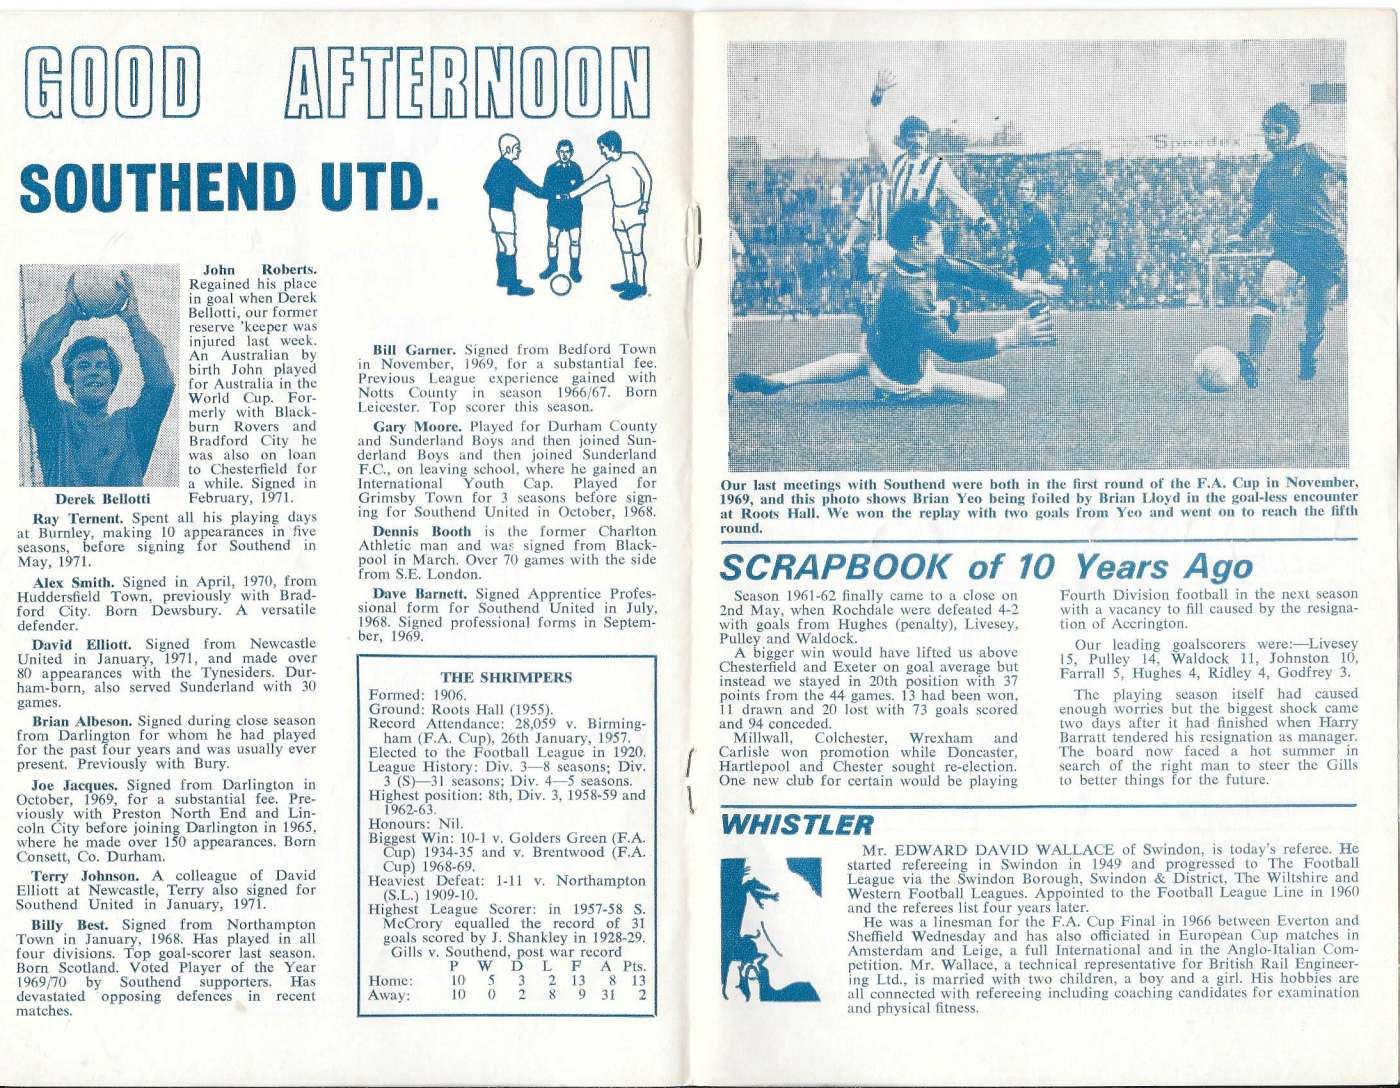 GOOD AFTERNOON
SOUTHEND UTD.
John Roberts.
Regained his place
in goal when Derek
Bellotti, our former
reserve 'keeper was
injured last week.
An Australian by
birth John played
for Australia in the
World Cup. For-
merly with Black-
burn Rovers and
Bradford City he
was also on loan
to Chesterfield for
a while. Signed in
February, 1971.
Derek Bellotti
Ray Ternent. Spent all his playing days
at Burnley, making 10 appearances in five
seasons, before signing for Southend in
May, 1971.
Alex Smith. Signed in April, 1970, from
Huddersfield Town, previously with Brad-
ford City. Born Dewsbury. A versatile
defender.
David Elliott. Signed from Newcastle
United in January, 1971, and made over
80 appearances with the Tynesiders. Dur-
ham-born, also served Sunderland with 30
games.
Brian Albeson. Signed during close season
from Darlington for whom he had played
for the past four years and was usually ever
present. Previously with Bury.
Joe Jacques. Signed from Darlington in
October, 1969, for a substantial fee. Pre-
viously with Preston North End and Lin-
coln City before joining Darlington in 1965,
where he made over 150 appearances. Born
Consett, Co. Durham.
Terry Johnson. A colleague of David
Elliott at Newcastle, Terry also signed for
Southend United in January, 1971.
Billy Best. Signed from Northampton
Town in January, 1968. Has played in all
four divisions. Top goal-scorer last season.
Born Scotland. Voted Player of the Year
1969/70 by Southend supporters. Has
devastated opposing defences in recent
matches.
Bill Garner. Signed from Bedford Town
in November, 1969, for a substantial fee.
Previous League experience gained with
Notts County in season 1966/67. Born
Leicester. Top scorer this season.
Gary Moore. Played for Durham County
and Sunderland Boys and then joined Sun-
derland Boys and then joined Sunderland
F.C., on leaving school, where he gained an
International Youth Cap. Played for
Grimsby Town for 3 seasons before sign-
ing for Southend United in October, 1968.
Dennis Booth is the former Charlton
Athletic man and was signed from Black-
pool in March. Over 70 games with the side
from S.E. London.
Dave Barnett. Signed Apprentice Profes-
sional form for Southend United in July,
1968. Signed professional forms in Septem-
ber, 1969.
THE SHRIMPERS
Formed: 1906.
Ground: Roots Hall (1955).
Record Attendance: 28,059 v. Birming-
ham (F.A. Cup), 26th January, 1957.
Elected to the Football League in 1920.
League History: Div. 3—8 seasons; Div.
3 (S)—31 seasons; Div. 4—5 seasons.
Highest position: 8th, Div. 3, 1958-59 and
1962-63.
Honours: Nil.
Biggest Win: 10-1 v. Golders Green (F.A.
Cup) 1934-35 and v. Brentwood (F.A.
Cup) 1968-69.
Heaviest Defeat: 1-11 v. Northampton
(S.L.) 1909-10.
Highest League Scorer: in 1957-58 S.
McCrory equalled the record of 31
goals scored by J. Shankley in 1928-29.
Gills v. Southend, post war record
P W D L F A Pts.
Home: 10 5 3 2 13 8 13
Away: 10 0 2 8 9 31 2
Spredex
Our last meetings with Southend were both in the first round of the F.A. Cup in November,
1969, and this photo shows Brian Yeo being foiled by Brian Lloyd in the goal-less encounter
at Roots Hall. We won the replay with two goals from Yeo and went on to reach the fifth
round.
SCRAPBOOK of 10 Years Ago
Season 1961-62 finally came to a close on
2nd May, when Rochdale were defeated 4-2
with goals from Hughes (penalty), Livesey,
Pulley and Waldock.
A bigger win would have lifted us above
Chesterfield and Exeter on goal average but
instead we stayed in 20th position with 37
points from the 44 games. 13 had been won,
11 drawn and 20 lost with 73 goals scored
and 94 conceded.
Millwall, Colchester, Wrexham and
Carlisle won promotion while Doncaster,
Hartlepool and Chester sought re-election.
One new club for certain would be playing
Fourth Division football in the next season
with a vacancy to fill caused by the resigna-
tion of Accrington.
Our leading goalscorers were:—Livesey
15, Pulley 14, Waldock 11, Johnston 10,
Farrall 5, Hughes 4, Ridley 4, Godfrey 3.
The playing season itself had caused
enough worries but the biggest shock came
two days after it had finished when Harry
Barratt tendered his resignation as manager.
The board now faced a hot summer in
search of the right man to steer the Gills
to better things for the future.
WHISTLER
Mr. EDWARD DAVID WALLACE of Swindon, is today's referee. He
started refereeing in Swindon in 1949 and progressed to The Football
League via the Swindon Borough, Swindon & District, The Wiltshire and
Western Football Leagues. Appointed to the Football League Line in 1960
and the referees list four years later.
He was a linesman for the F.A. Cup Final in 1966 between Everton and
Sheffield Wednesday and has also officiated in European Cup matches in
Amsterdam and Leige, a full International and in the Anglo-Italian Com-
petition. Mr. Wallace, a technical representative for British Rail Engineer-
ing Ltd., is married with two children, a boy and a girl. His hobbies are
all connected with refereeing including coaching candidates for examination
and physical fitness.